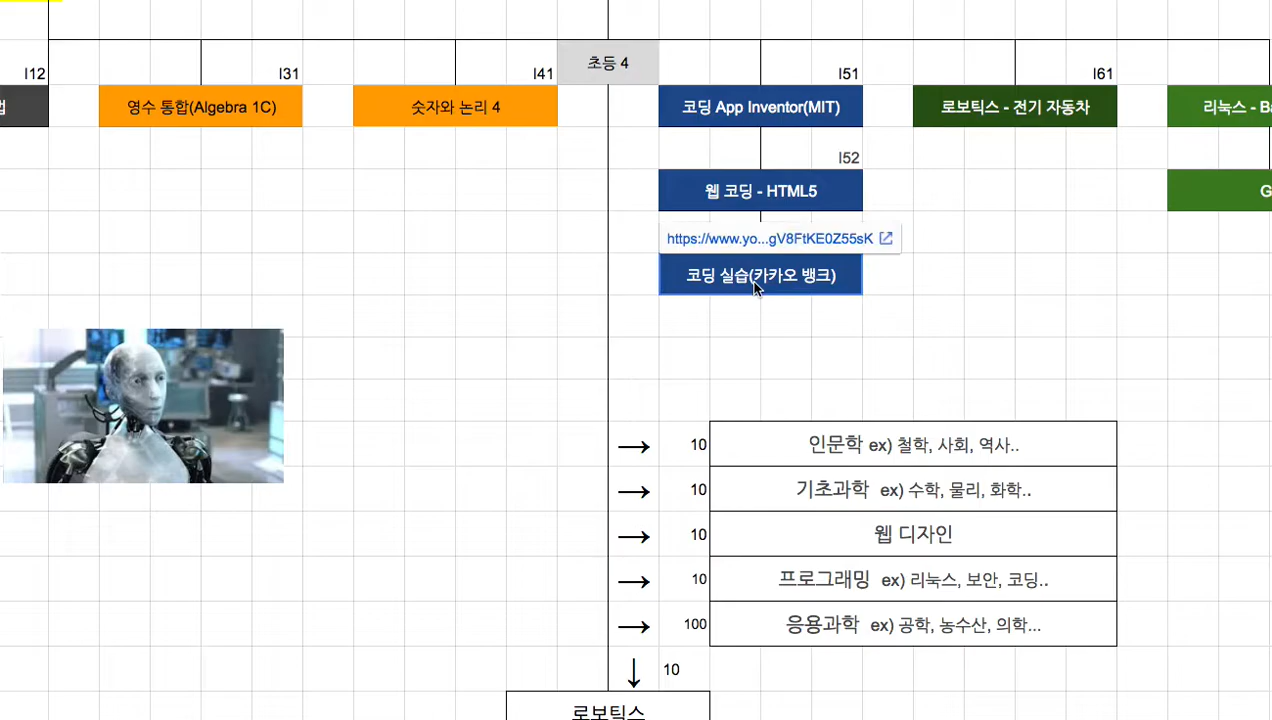 초등 4
I12
I31
I41
I51
I61
법
영수 통합(Algebra 1C)
숫자와 논리 4
코딩 App Inventor(MIT)
로보틱스 - 전기 자동차
리눅스 - Ba
I52
웹 코딩 - HTML5
G
https://www.yo...gV8FtKE0Z55sK
코딩 실습(카카오 뱅크)
→ 10 인문학 ex) 철학, 사회, 역사..
→ 10 기초과학 ex) 수학, 물리, 화학..
→ 10 웹 디자인
→ 10 프로그래밍 ex) 리눅스, 보안, 코딩..
→ 100 응용과학 ex) 공학, 농수산, 의학...
↓ 10
로보틱스